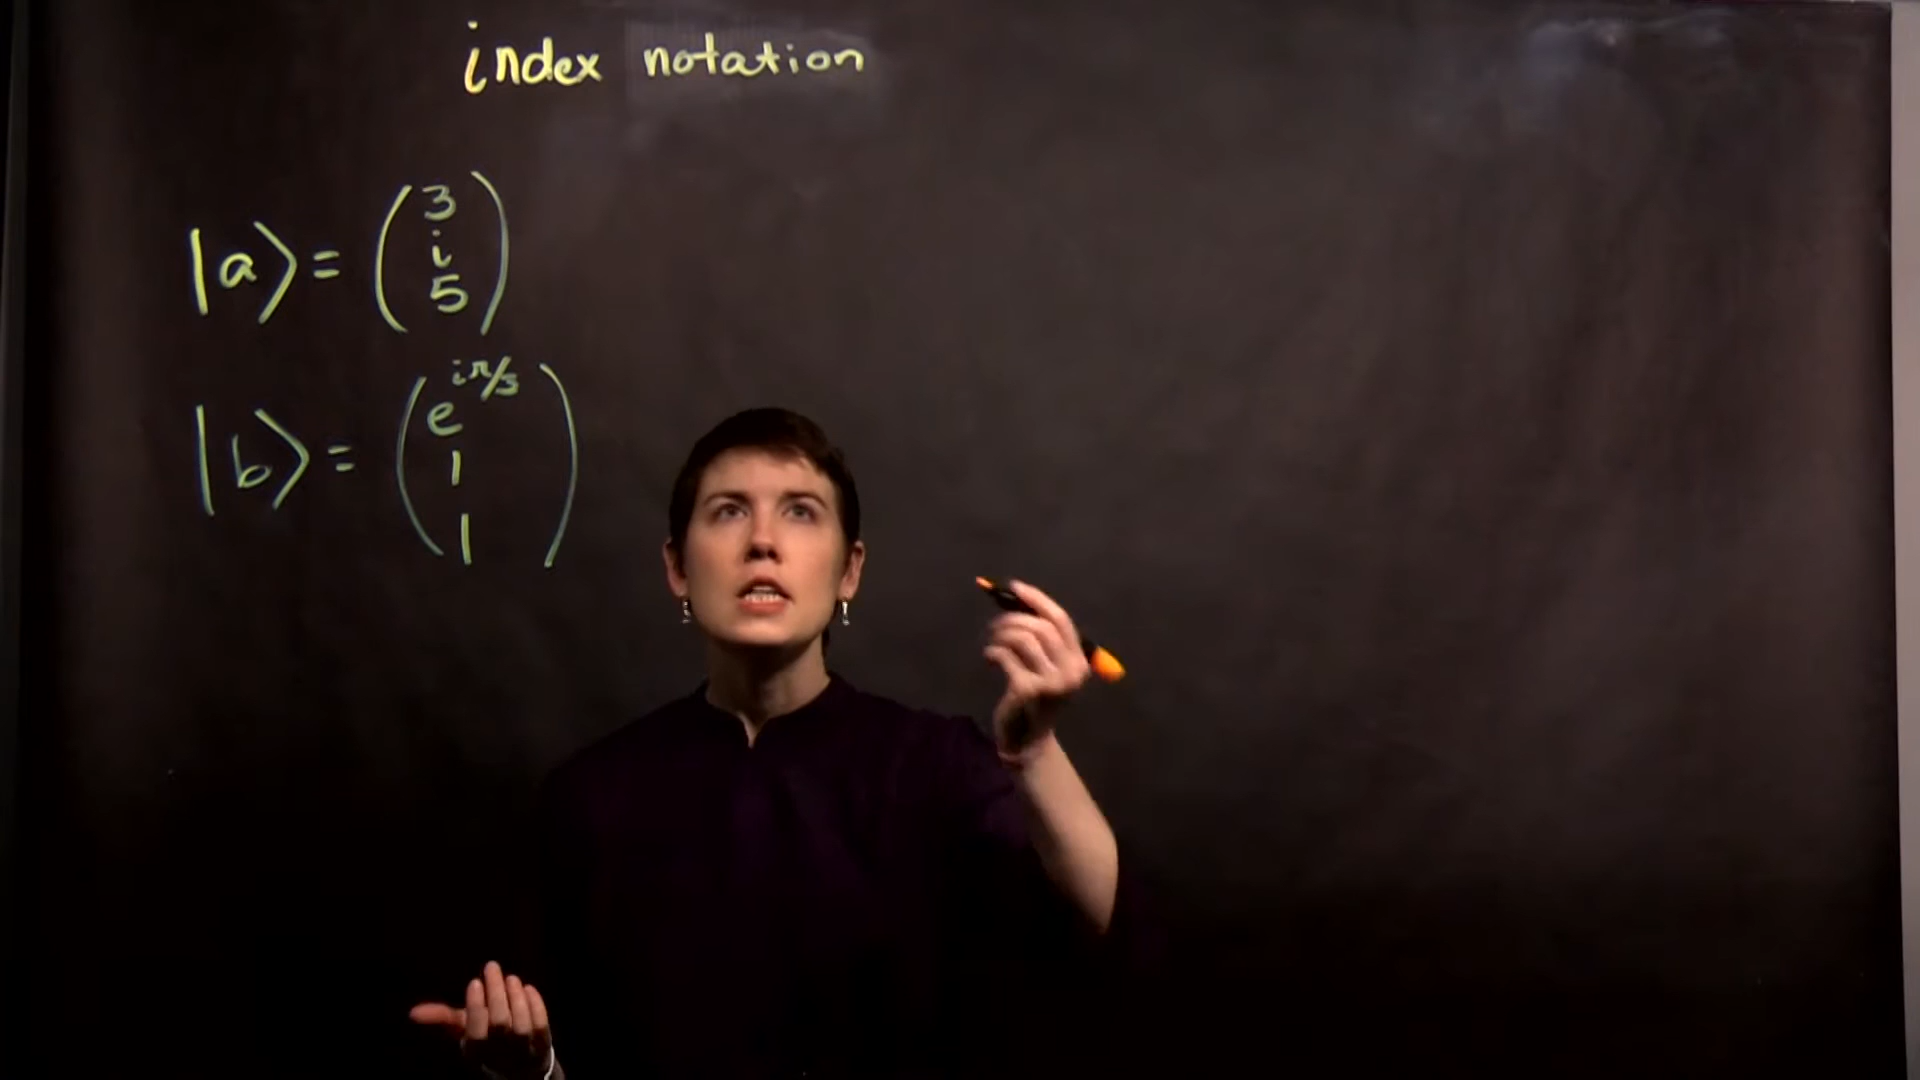 index notation
|a⟩ = (3
i
5)
|b⟩ = (e^{iπ/3}
1
1)